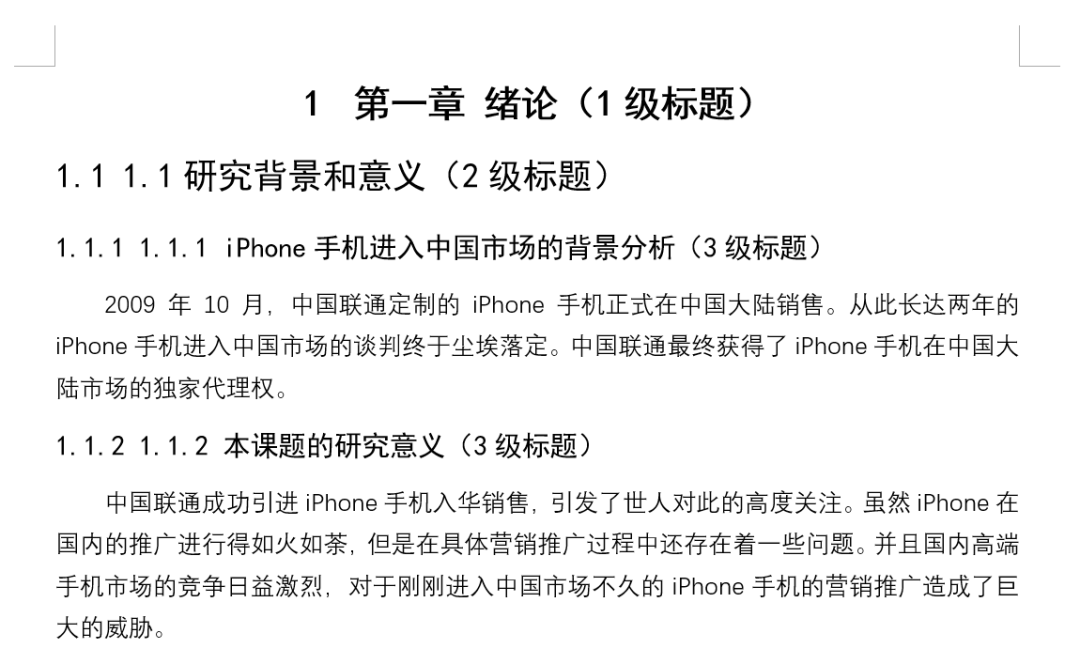 1 第一章 绪论（1 级标题）
1.1 1.1 研究背景和意义（2 级标题）
1.1.1 1.1.1 iPhone 手机进入中国市场的背景分析（3 级标题）
2009 年 10 月，中国联通定制的 iPhone 手机正式在中国大陆销售。从此长达两年的
iPhone 手机进入中国市场的谈判终于尘埃落定。中国联通最终获得了 iPhone 手机在中国大
陆市场的独家代理权。
1.1.2 1.1.2 本课题的研究意义（3 级标题）
中国联通成功引进 iPhone 手机入华销售，引发了世人对此的高度关注。虽然 iPhone 在
国内的推广进行得如火如荼，但是在具体营销推广过程中还存在着一些问题。并且国内高端
手机市场的竞争日益激烈，对于刚刚进入中国市场不久的 iPhone 手机的营销推广造成了巨
大的威胁。